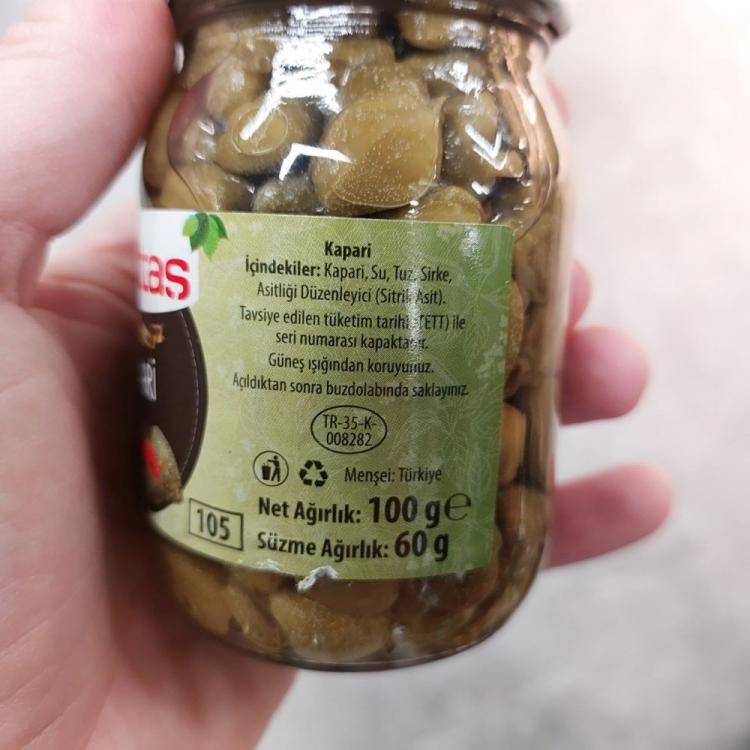 Kapari
İçindekiler: Kapari, Su, Tuz, Sirke,
Asitliği Düzenleyici (Sitrik Asit).
Tavsiye edilen tüketim tarihi (TETT) ile
seri numarası kapaktadır.
Güneş ışığından koruyunuz.
Açıldıktan sonra buzdolabında saklayınız.
TR-35-K-
008282
Menşei: Türkiye
Net Ağırlık: 100 g e
105
Süzme Ağırlık: 60 g